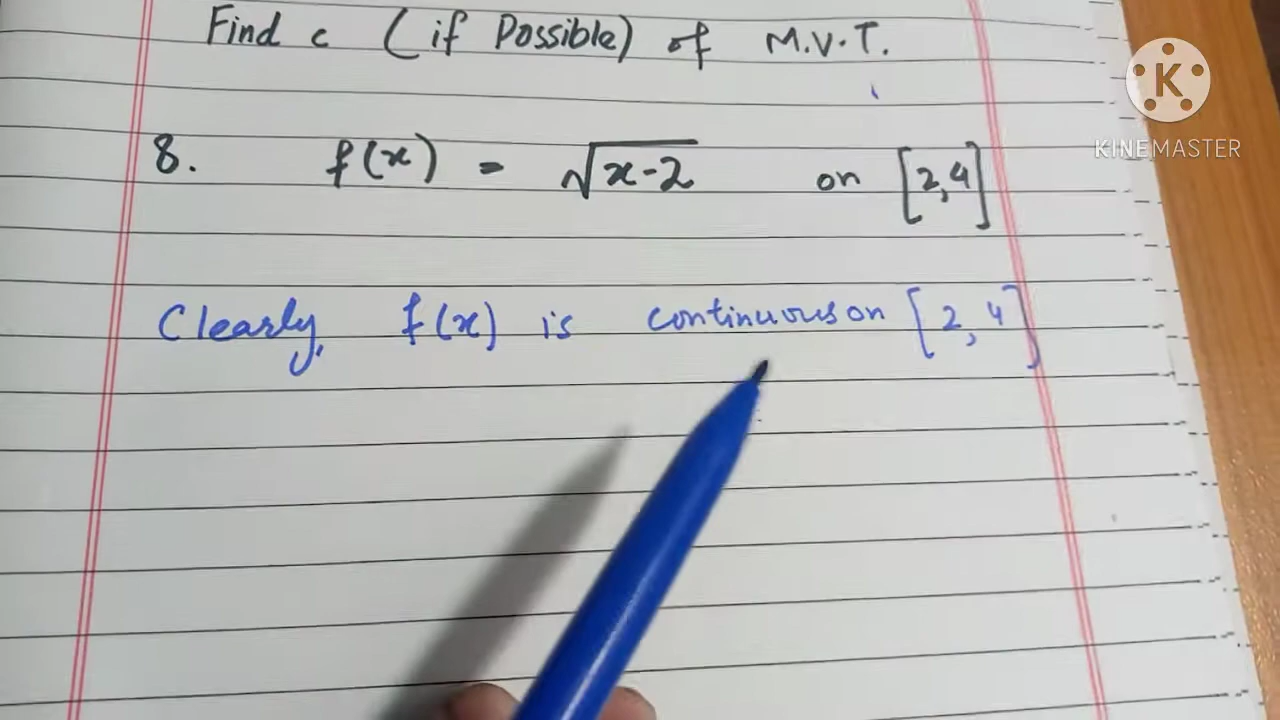 Find c (if Possible) of M.V.T.
K
KINEMASTER
8. f(x) = √x-2 on [2,4]
Clearly, f(x) is continuous on [2, 4]